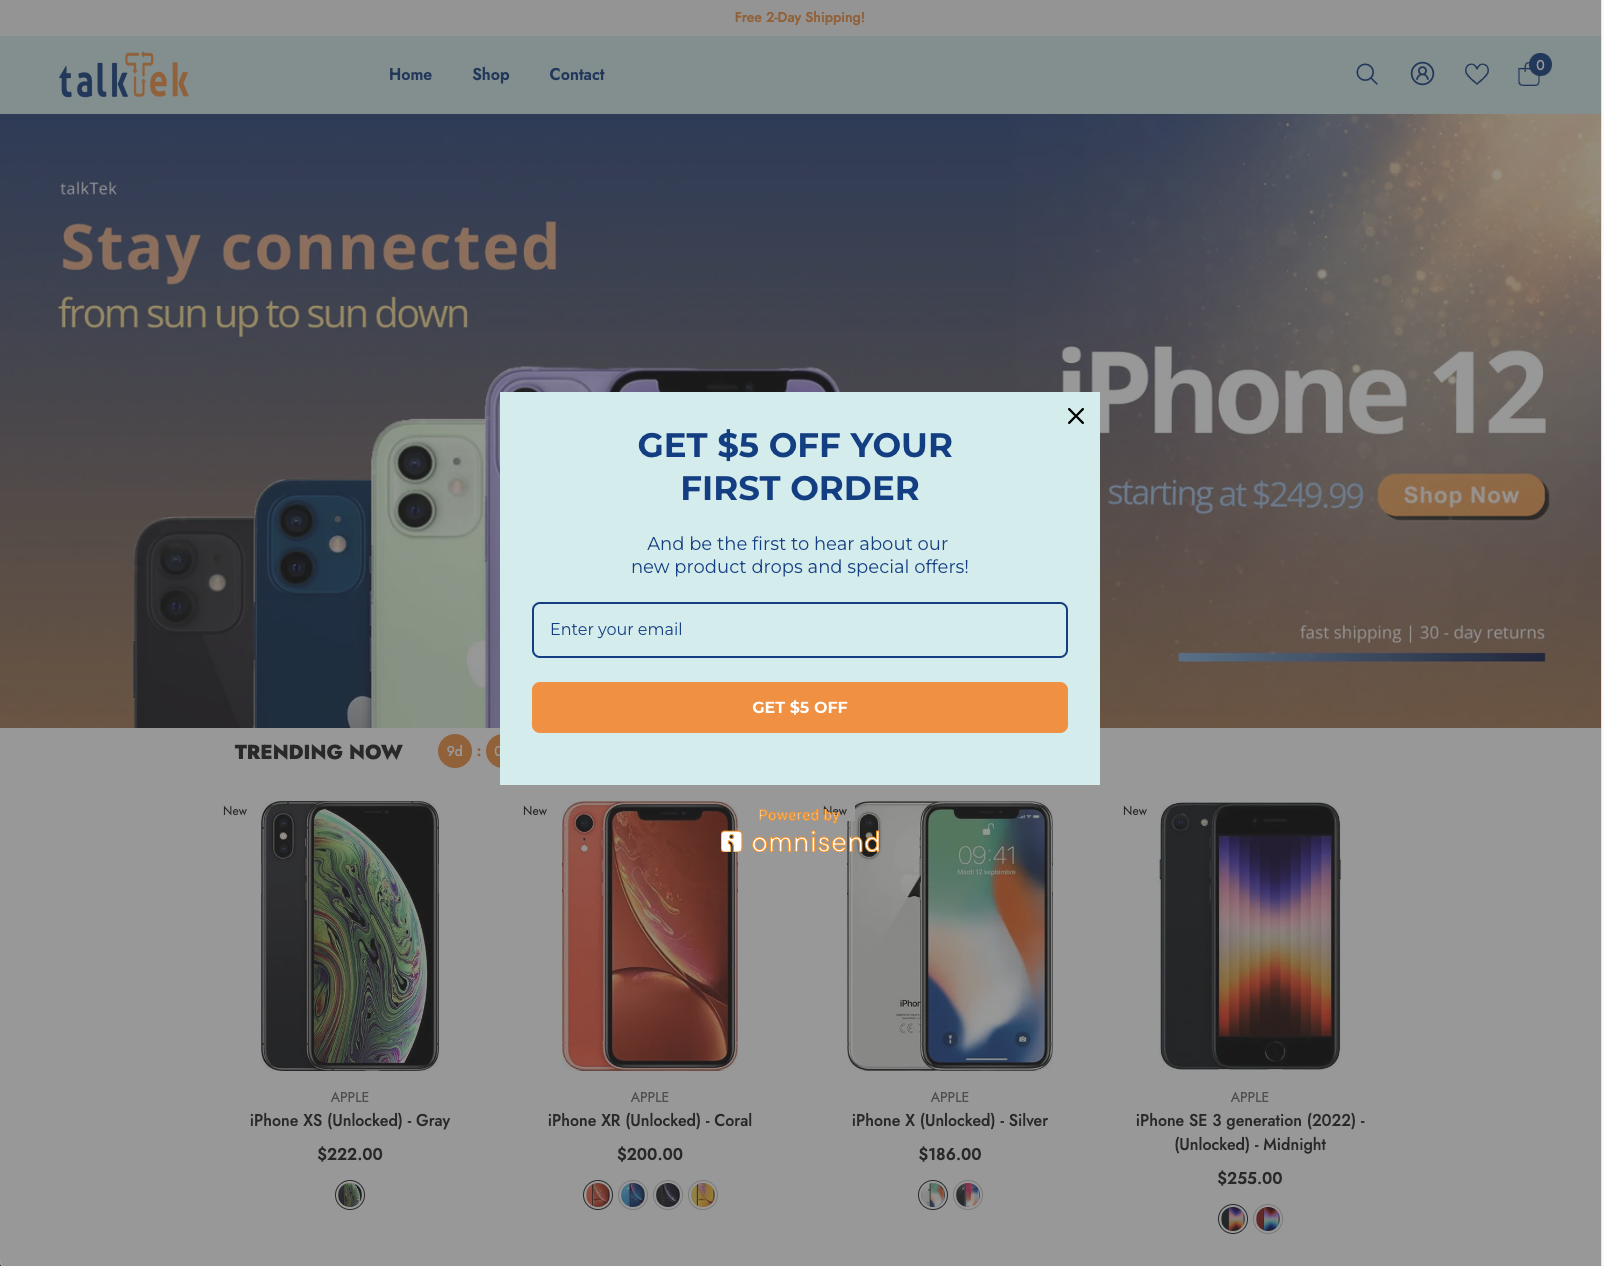 Free 2-Day Shipping!
talkTek
Home
Shop
Contact
0
talkTek
Stay connected
from sun up to sun down
iPhone 12
starting at $249.99
Shop Now
fast shipping | 30 - day returns
GET $5 OFF YOUR
FIRST ORDER
And be the first to hear about our
new product drops and special offers!
Enter your email
GET $5 OFF
TRENDING NOW
9d :
New
New
New
New
Powered by
omnisend
09:41
Mardi 12 septembre
iPhon
APPLE
iPhone XS (Unlocked) - Gray
$222.00
APPLE
iPhone XR (Unlocked) - Coral
$200.00
APPLE
iPhone X (Unlocked) - Silver
$186.00
APPLE
iPhone SE 3 generation (2022) -
(Unlocked) - Midnight
$255.00